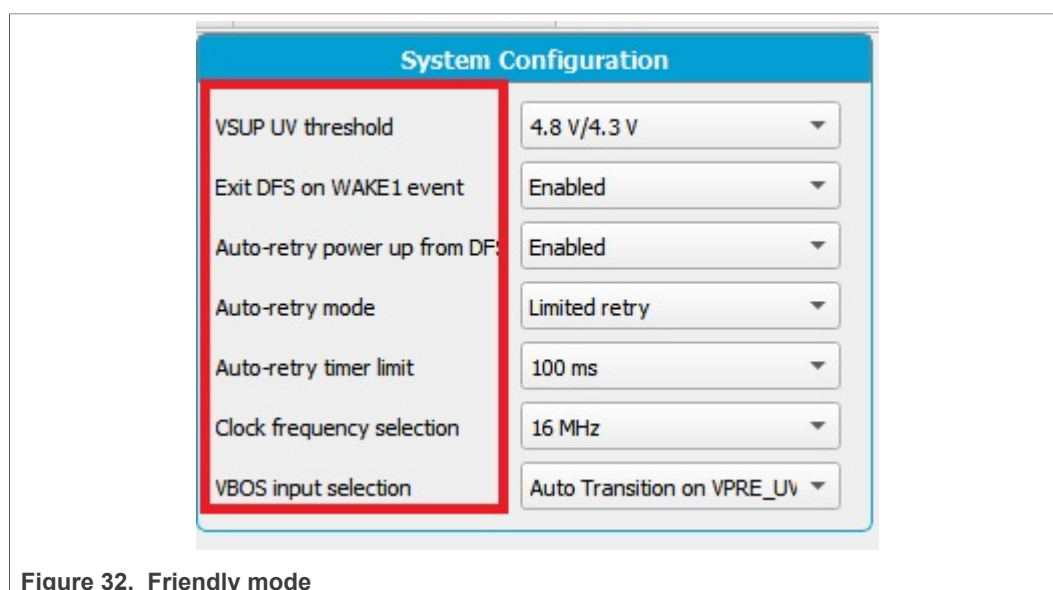 System Configuration
VSUP UV threshold 4.8 V/4.3 V
Exit DFS on WAKE1 event Enabled
Auto-retry power up from DFS Enabled
Auto-retry mode Limited retry
Auto-retry timer limit 100 ms
Clock frequency selection 16 MHz
VBOS input selection Auto Transition on VPRE_UV
Figure 32. Friendly mode